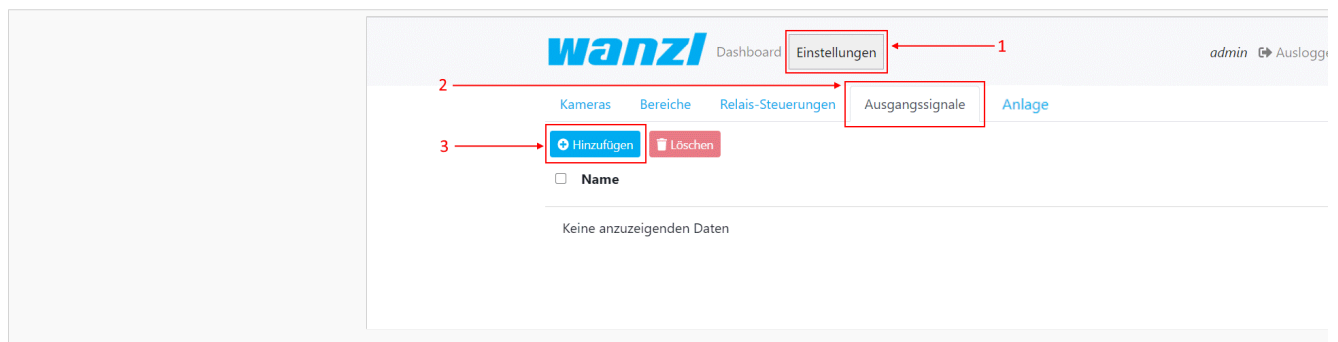 wanzl Dashboard Einstellungen 1 admin Auslogge
2
Kameras Bereiche Relais-Steuerungen Ausgangssignale Anlage
3 Hinzufügen Löschen
Name
Keine anzuzeigenden Daten